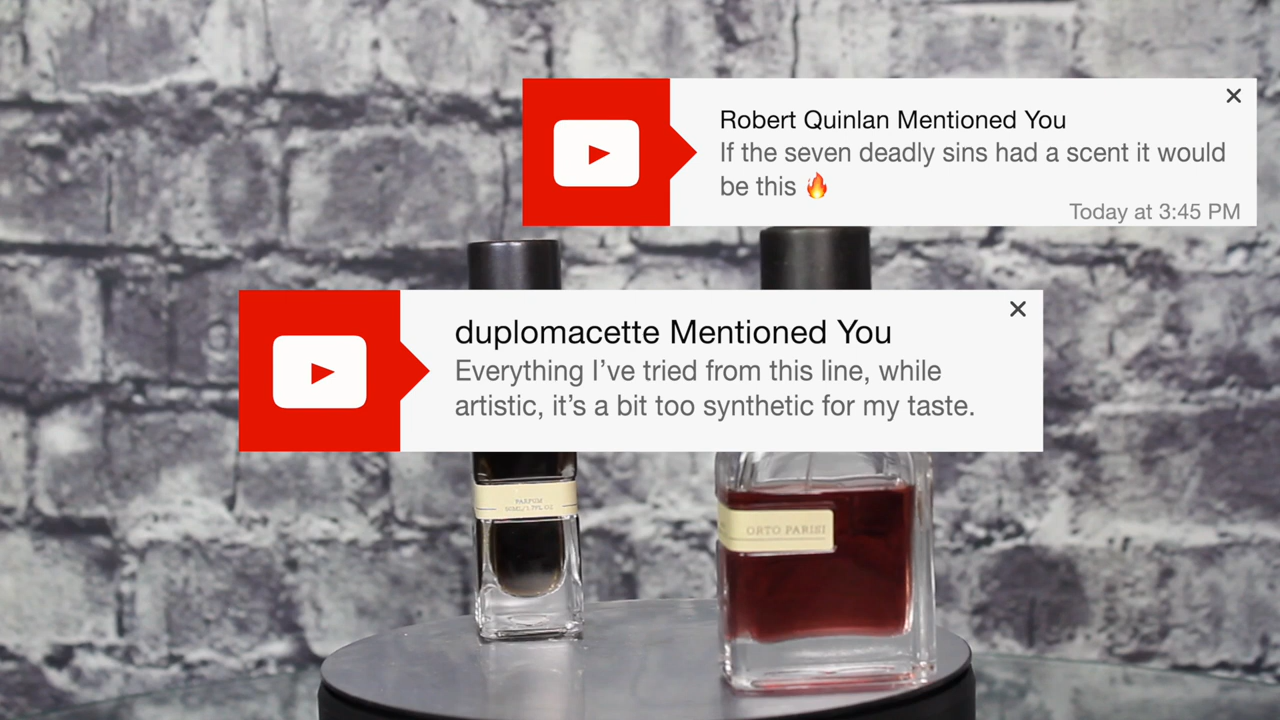 Robert Quinlan Mentioned You
If the seven deadly sins had a scent it would
be this 🔥
Today at 3:45 PM
duplomacette Mentioned You
Everything I’ve tried from this line, while
artistic, it’s a bit too synthetic for my taste.
PARFUM
ORTO PARISI